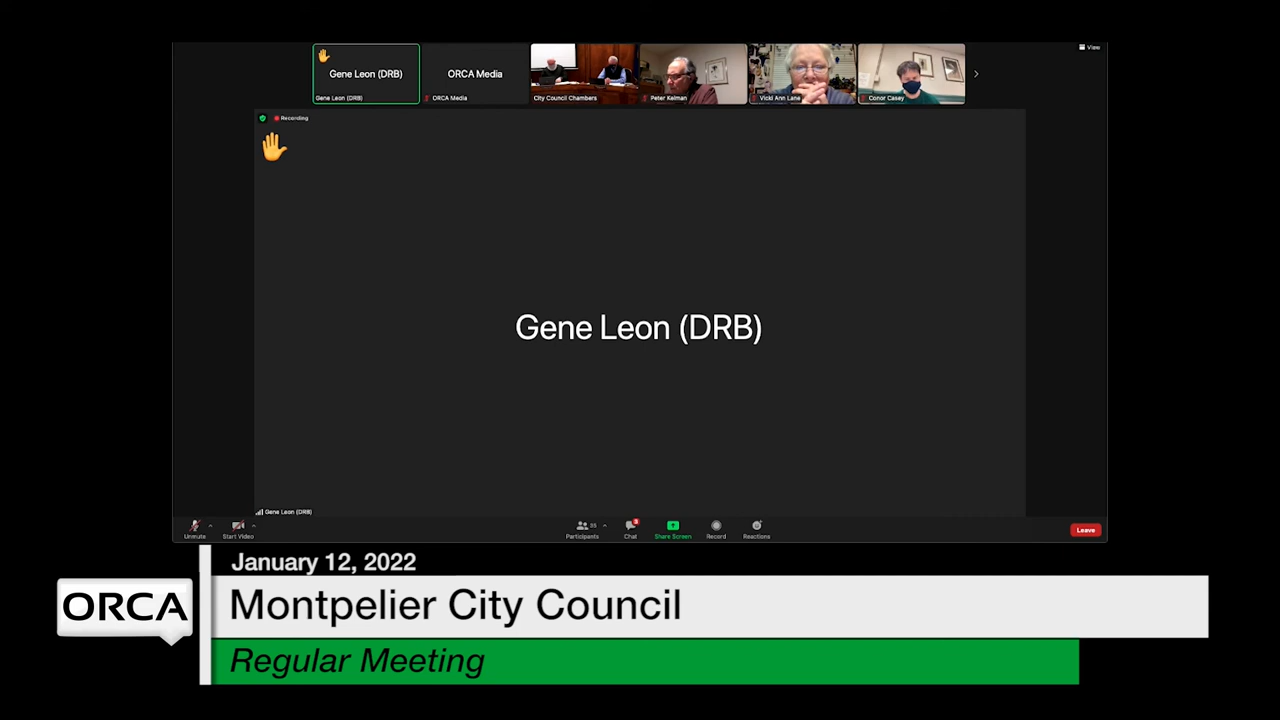 View
Gene Leon (DRB)
Gene Leon (DRB)
ORCA Media
ORCA Media
City Council Chambers
Peter Kelman
Vicki Ann Lane
Conor Casey
Recording
Gene Leon (DRB)
Gene Leon (DRB)
Unmute
Start Video
35
Participants
Chat
Share Screen
Record
Reactions
Leave
January 12, 2022
ORCA
Montpelier City Council
Regular Meeting